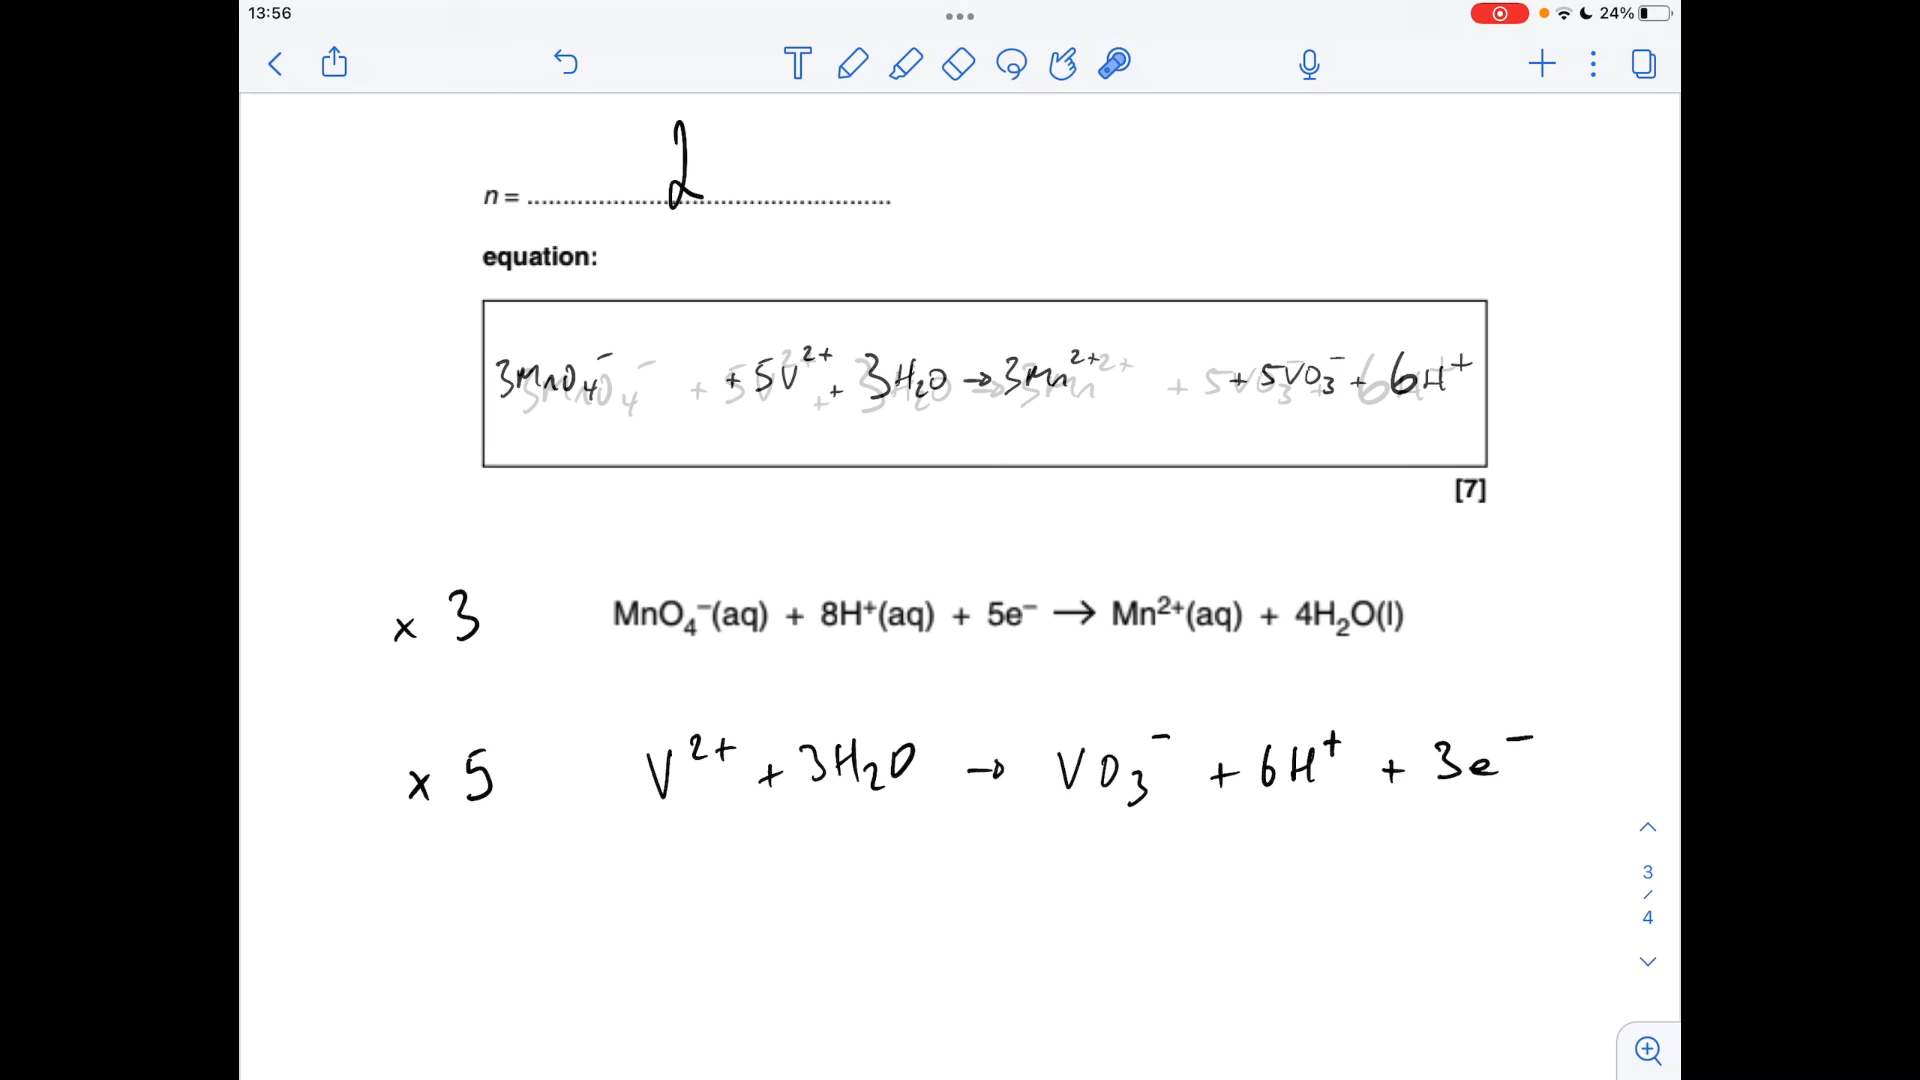 13:56 24%
n = 2
equation:
3MnO₄⁻ + 5V²⁺ + 3H₂O → 3Mn²⁺ + 5VO₃⁻ + 6H⁺
[7]
× 3 MnO₄⁻(aq) + 8H⁺(aq) + 5e⁻ → Mn²⁺(aq) + 4H₂O(l)
× 5 V²⁺ + 3H₂O → VO₃⁻ + 6H⁺ + 3e⁻
3
/
4